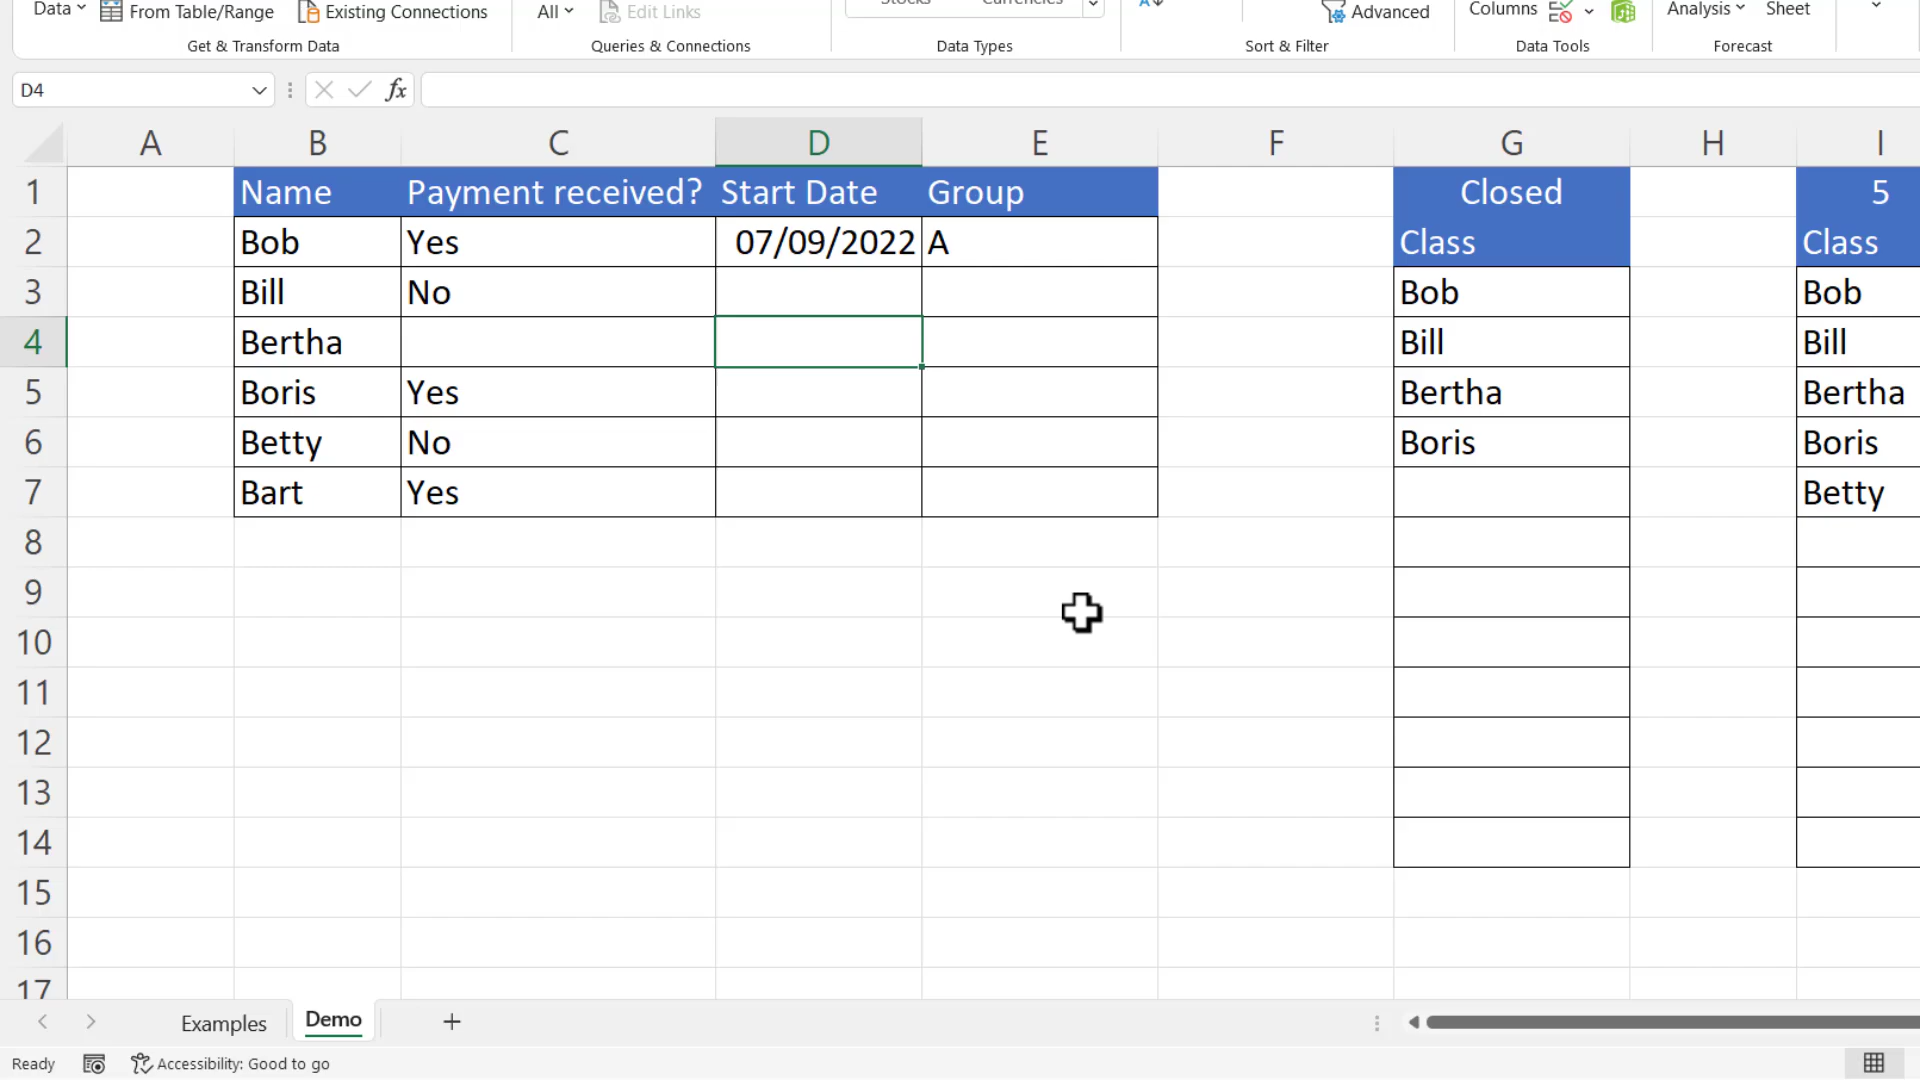 Data From Table/Range Existing Connections All Edit Links Stocks Currencies Advanced Columns Analysis Sheet
Get & Transform Data Queries & Connections Data Types Sort & Filter Data Tools Forecast
D4 fx
A B C D E F G H I
1 Name Payment received? Start Date Group Closed 5
2 Bob Yes 07/09/2022 A Class Class
3 Bill No Bob Bob
4 Bertha Bill Bill
5 Boris Yes Bertha Bertha
6 Betty No Boris Boris
7 Bart Yes Betty
8
9
10
11
12
13
14
15
16
17
Examples Demo +
Ready Accessibility: Good to go